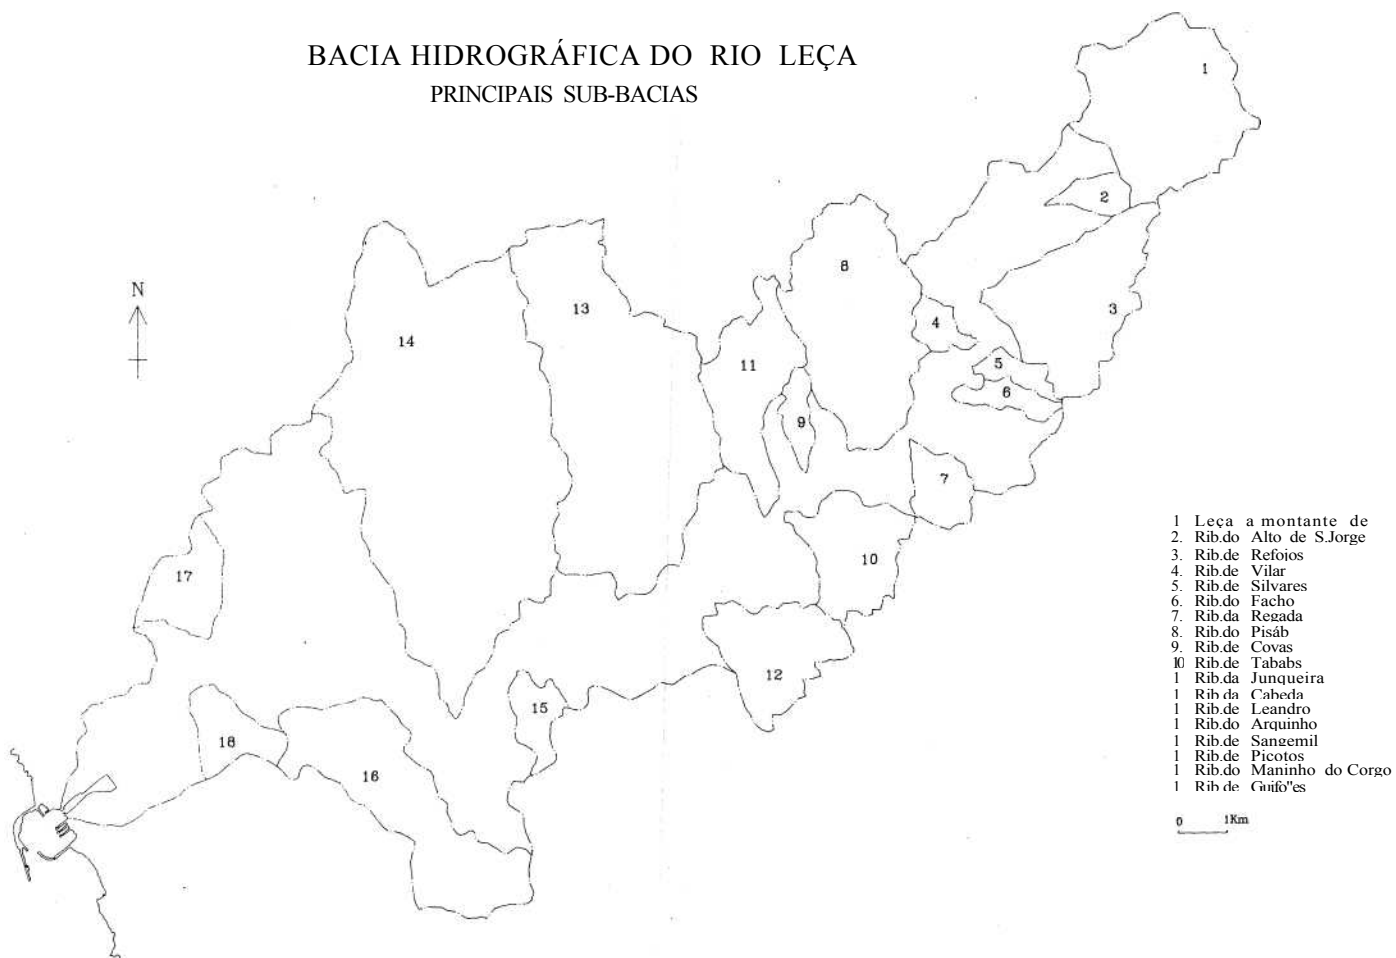 BACIA HIDROGRÁFICA DO RIO LEÇA
PRINCIPAIS SUB-BACIAS
1
2
8
N
3
13
4
14
11
5
6
9
7
10
17
12
15
18
16
1 Leça a montante de
2. Rib.do Alto de S.Jorge
3. Rib.de Refojos
4. Rib.de Vilar
5. Rib.de Silvares
6. Rib.do Facho
7. Rib.da Regada
8. Rib.do Pisáb
9. Rib.de Covas
10 Rib.de Tababs
1 Rib.da Junqueira
1 Rib.da Cabeda
1 Rib.de Leandro
1 Rib.do Arquinho
1 Rib.de Sangemil
1 Rib.de Picotos
1 Rib.do Maninho do Corgo
1 Rib.de Guifo"es
0 1Km